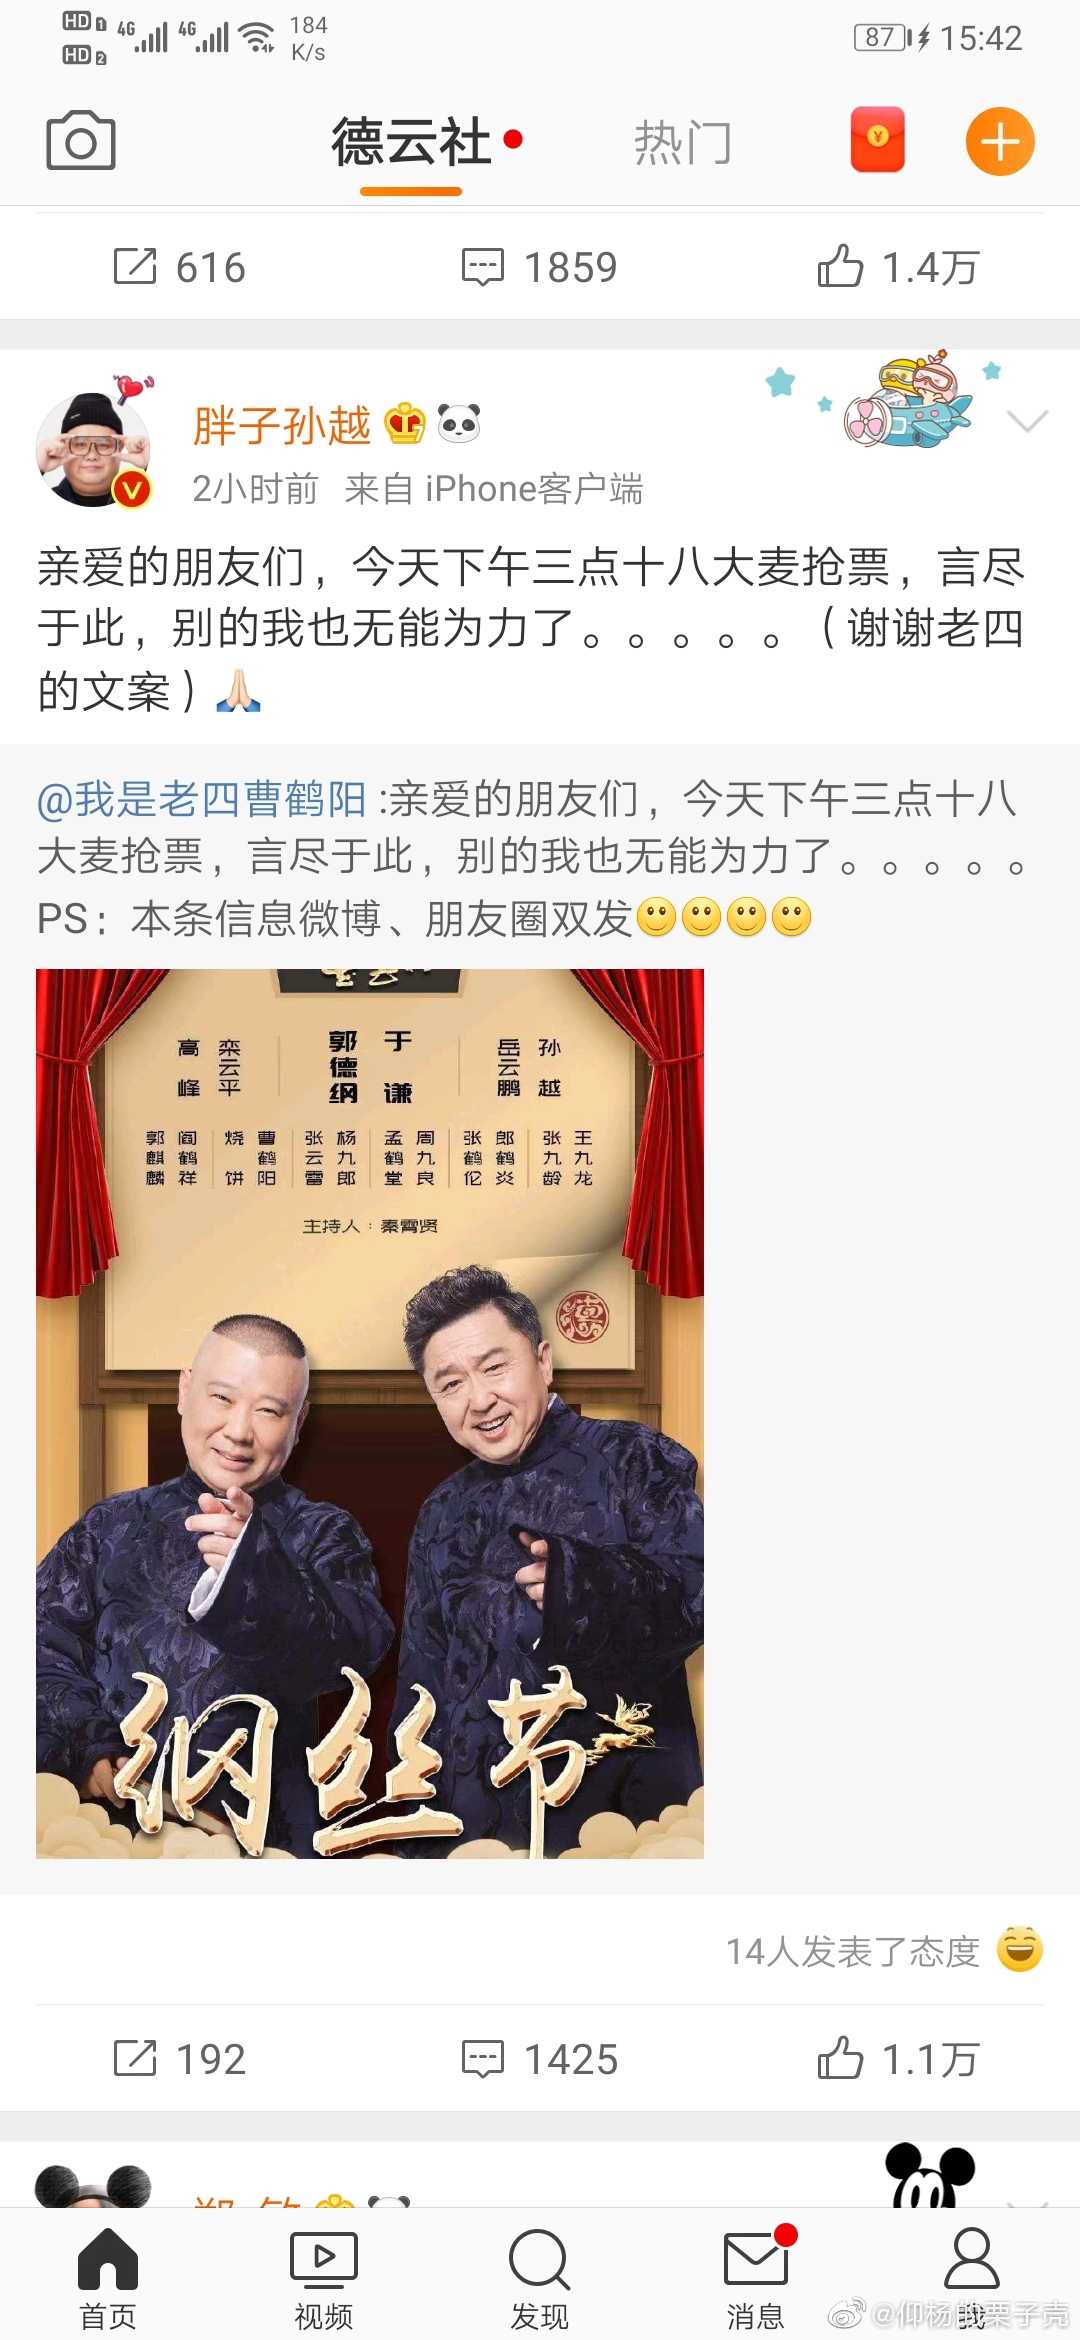 HD 1 4G 4G 184
HD 2 K/s
87 15:42
德云社 热门
616 1859 1.4万
胖子孙越
2小时前 来自 iPhone客户端
亲爱的朋友们，今天下午三点十八大麦抢票，言尽
于此，别的我也无能为力了。。。。。（谢谢老四
的文案）
@我是老四曹鹤阳:亲爱的朋友们，今天下午三点十八
大麦抢票，言尽于此，别的我也无能为力了。。。。。
PS：本条信息微博、朋友圈双发
高峰 栾云平 郭德纲 于谦 岳云鹏 孙越
郭麒麟 阎鹤祥 烧饼 曹鹤阳 张云雷 杨九郎 孟鹤堂 周九良 张鹤伦 郎鹤炎 张九龄 王九龙
主持人：秦霄贤
德
纲丝节
14人发表了态度
192 1425 1.1万
首页 视频 发现 消息 我